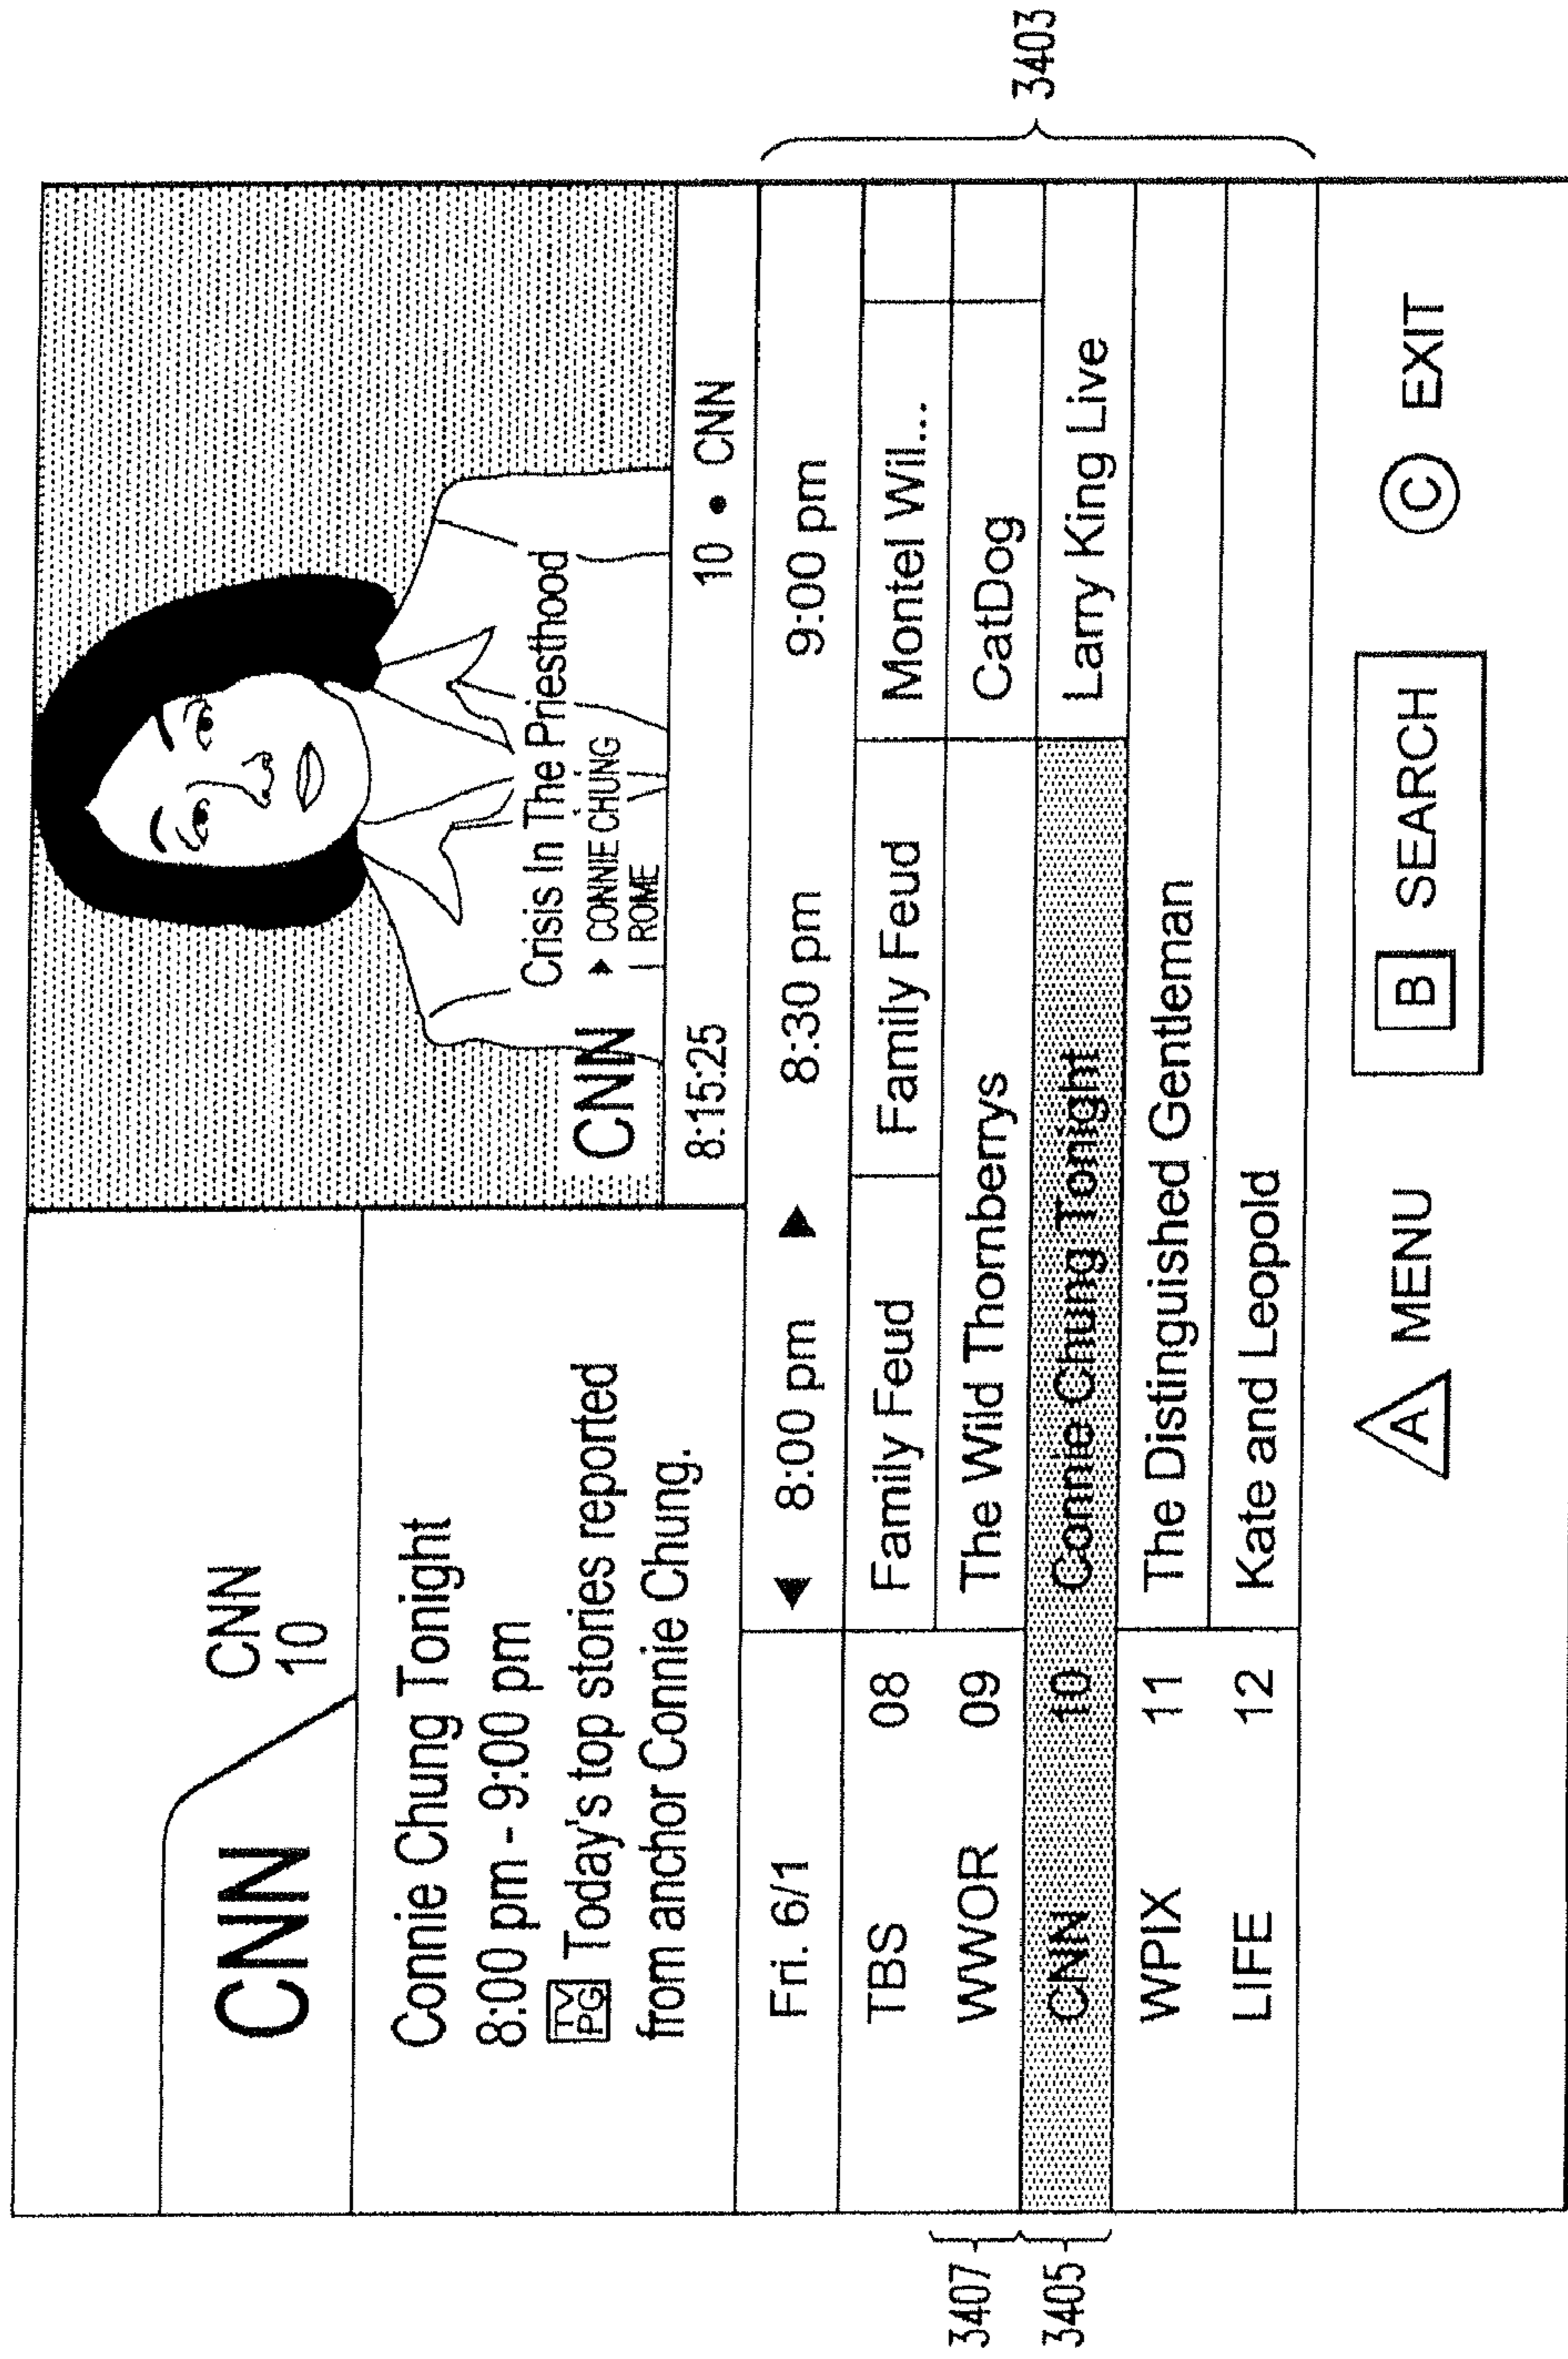 CNN
CNN
10
Connie Chung Tonight
8:00 pm - 9:00 pm
TV PG Today's top stories reported
from anchor Connie Chung.
Crisis In The Priesthood
CNN ▶ CONNIE CHUNG
ROME
8:15:25 10 • CNN
Fri. 6/1 ◀ 8:00 pm ▶ 8:30 pm 9:00 pm
TBS 08 Family Feud Family Feud Montel Wil...
WWOR 09 The Wild Thornberrys CatDog
CNN 10 Connie Chung Tonight Larry King Live
WPIX 11 The Distinguished Gentleman
LIFE 12 Kate and Leopold
A MENU B SEARCH C EXIT
3403
3407
3405